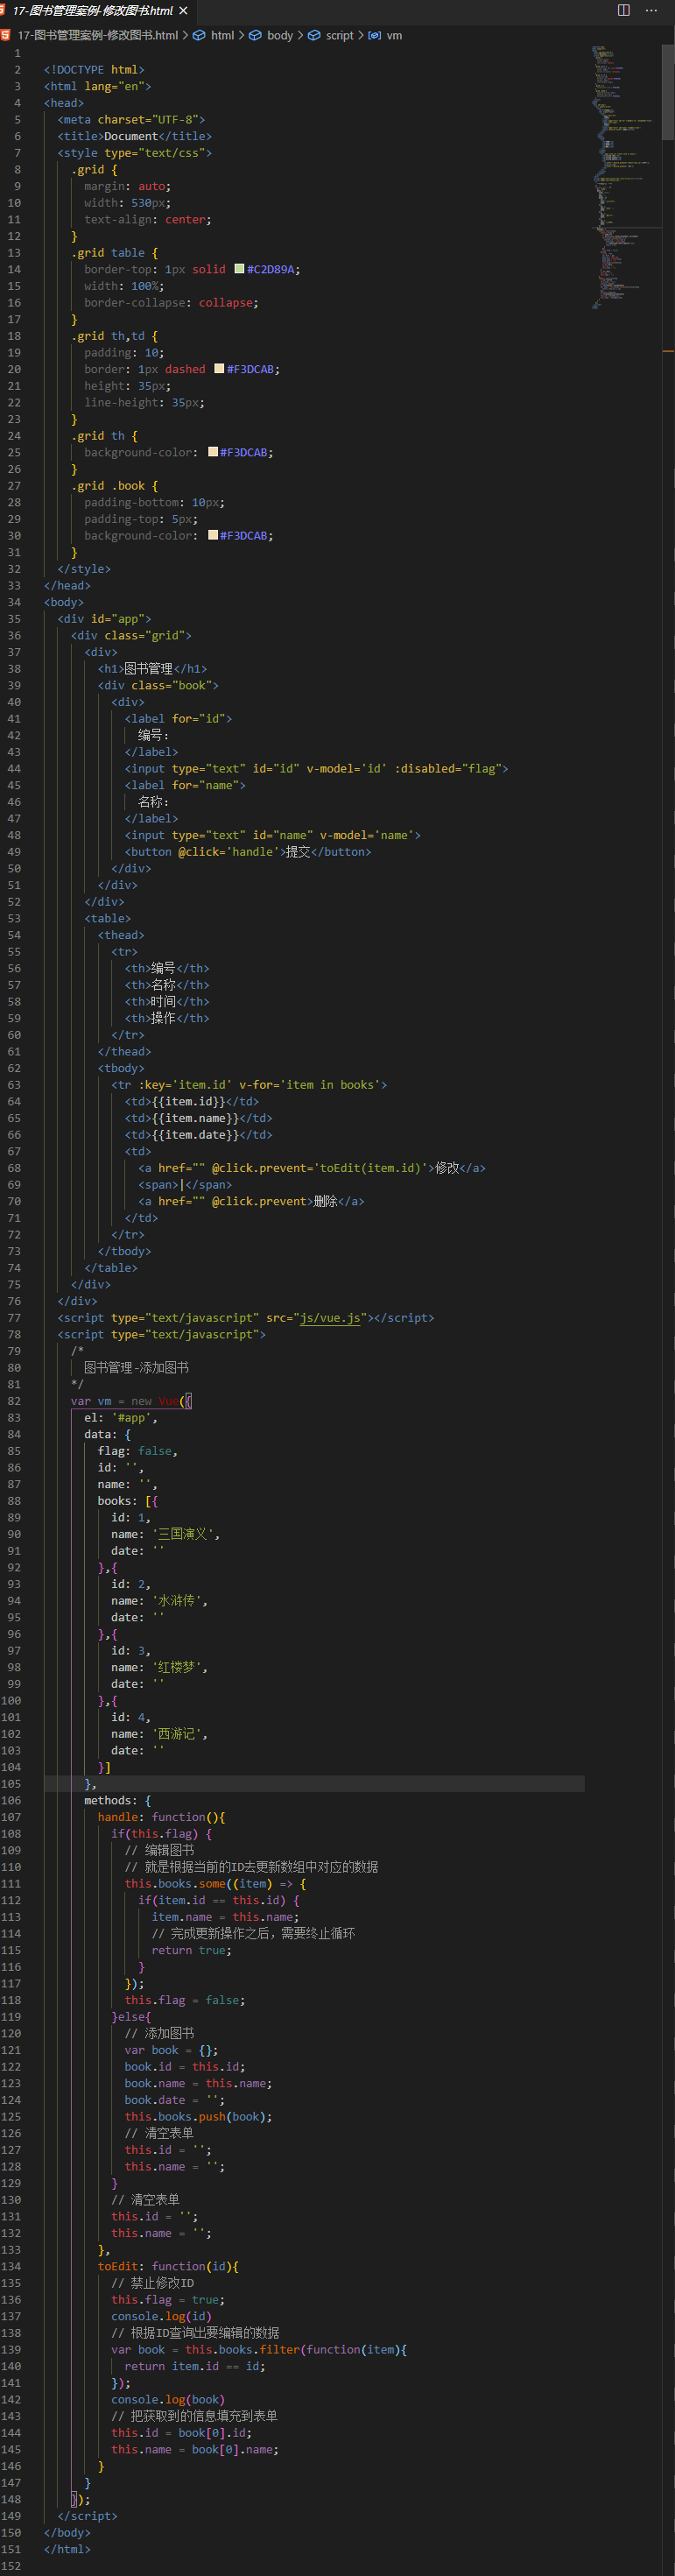 17-图书管理案例-修改图书.html ×
17-图书管理案例-修改图书.html > html > body > script > vm
1
2 <!DOCTYPE html>
3 <html lang="en">
4 <head>
5 <meta charset="UTF-8">
6 <title>Document</title>
7 <style type="text/css">
8 .grid {
9 margin: auto;
10 width: 530px;
11 text-align: center;
12 }
13 .grid table {
14 border-top: 1px solid #C2D89A;
15 width: 100%;
16 border-collapse: collapse;
17 }
18 .grid th,td {
19 padding: 10;
20 border: 1px dashed #F3DCAB;
21 height: 35px;
22 line-height: 35px;
23 }
24 .grid th {
25 background-color: #F3DCAB;
26 }
27 .grid .book {
28 padding-bottom: 10px;
29 padding-top: 5px;
30 background-color: #F3DCAB;
31 }
32 </style>
33 </head>
34 <body>
35 <div id="app">
36 <div class="grid">
37 <div>
38 <h1>图书管理</h1>
39 <div class="book">
40 <div>
41 <label for="id">
42 编号：
43 </label>
44 <input type="text" id="id" v-model='id' :disabled="flag">
45 <label for="name">
46 名称：
47 </label>
48 <input type="text" id="name" v-model='name'>
49 <button @click='handle'>提交</button>
50 </div>
51 </div>
52 </div>
53 <table>
54 <thead>
55 <tr>
56 <th>编号</th>
57 <th>名称</th>
58 <th>时间</th>
59 <th>操作</th>
60 </tr>
61 </thead>
62 <tbody>
63 <tr :key='item.id' v-for='item in books'>
64 <td>{{item.id}}</td>
65 <td>{{item.name}}</td>
66 <td>{{item.date}}</td>
67 <td>
68 <a href="" @click.prevent='toEdit(item.id)'>修改</a>
69 <span>|</span>
70 <a href="" @click.prevent>删除</a>
71 </td>
72 </tr>
73 </tbody>
74 </table>
75 </div>
76 </div>
77 <script type="text/javascript" src="js/vue.js"></script>
78 <script type="text/javascript">
79 /*
80 图书管理-添加图书
81 */
82 var vm = new Vue({
83 el: '#app',
84 data: {
85 flag: false,
86 id: '',
87 name: '',
88 books: [{
89 id: 1,
90 name: '三国演义',
91 date: ''
92 },{
93 id: 2,
94 name: '水浒传',
95 date: ''
96 },{
97 id: 3,
98 name: '红楼梦',
99 date: ''
100 },{
101 id: 4,
102 name: '西游记',
103 date: ''
104 }]
105 },
106 methods: {
107 handle: function(){
108 if(this.flag) {
109 // 编辑图书
110 // 就是根据当前的ID去更新数组中对应的数据
111 this.books.some((item) => {
112 if(item.id == this.id) {
113 item.name = this.name;
114 // 完成更新操作之后，需要终止循环
115 return true;
116 }
117 });
118 this.flag = false;
119 }else{
120 // 添加图书
121 var book = {};
122 book.id = this.id;
123 book.name = this.name;
124 book.date = '';
125 this.books.push(book);
126 // 清空表单
127 this.id = '';
128 this.name = '';
129 }
130 // 清空表单
131 this.id = '';
132 this.name = '';
133 },
134 toEdit: function(id){
135 // 禁止修改ID
136 this.flag = true;
137 console.log(id)
138 // 根据ID查询出要编辑的数据
139 var book = this.books.filter(function(item){
140 return item.id == id;
141 });
142 console.log(book)
143 // 把获取到的信息填充到表单
144 this.id = book[0].id;
145 this.name = book[0].name;
146 }
147 }
148 });
149 </script>
150 </body>
151 </html>
152